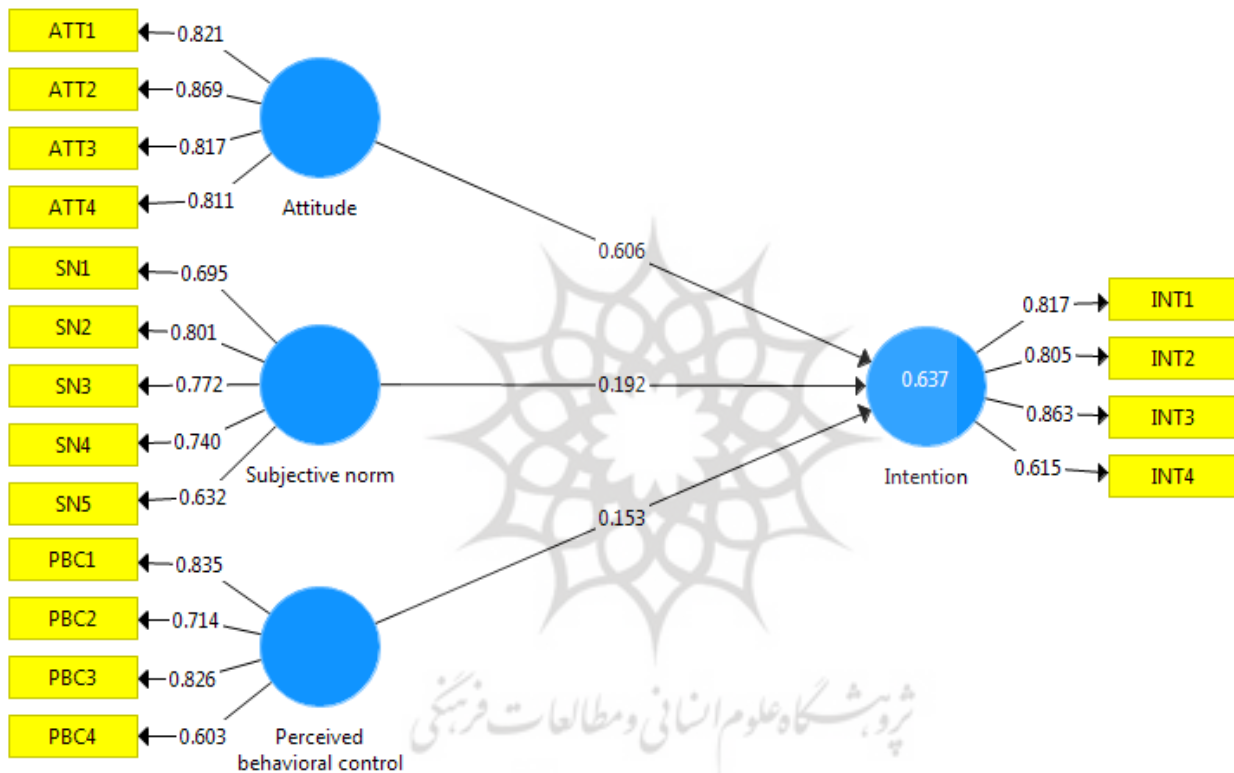 ATT1
0.821
ATT2
0.869
ATT3
0.817
ATT4
0.811
Attitude
SN1
0.695
SN2
0.801
SN3
0.772
SN4
0.740
SN5
0.632
Subjective norm
PBC1
0.835
PBC2
0.714
PBC3
0.826
PBC4
0.603
Perceived
behavioral control
0.606
0.192
0.153
0.637
Intention
0.817
INT1
0.805
INT2
0.863
INT3
0.615
INT4
پژوهشگاه علوم انسانی و مطالعات فرهنگی